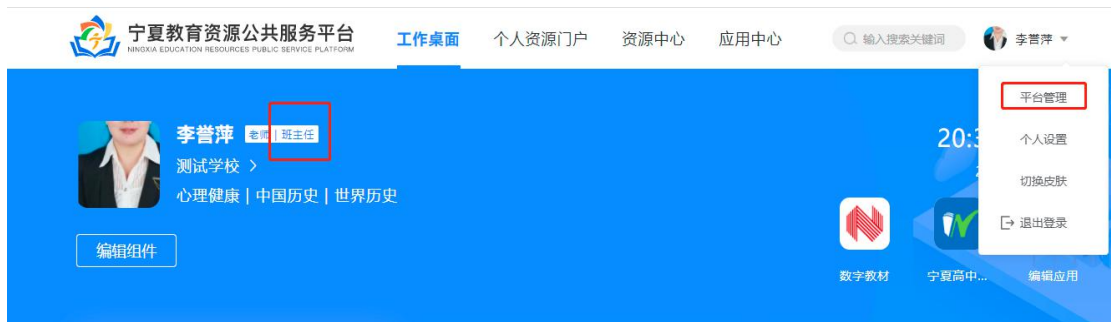 宁夏教育资源公共服务平台
NINGXIA EDUCATION RESOURCES PUBLIC SERVICE PLATFORM
工作桌面 个人资源门户 资源中心 应用中心 输入搜索关键词 李誉萍
平台管理
李誉萍 老师 | 班主任
20:3
个人设置
测试学校
切换皮肤
心理健康 | 中国历史 | 世界历史
退出登录
编辑组件
数字教材 宁夏高中... 编辑应用